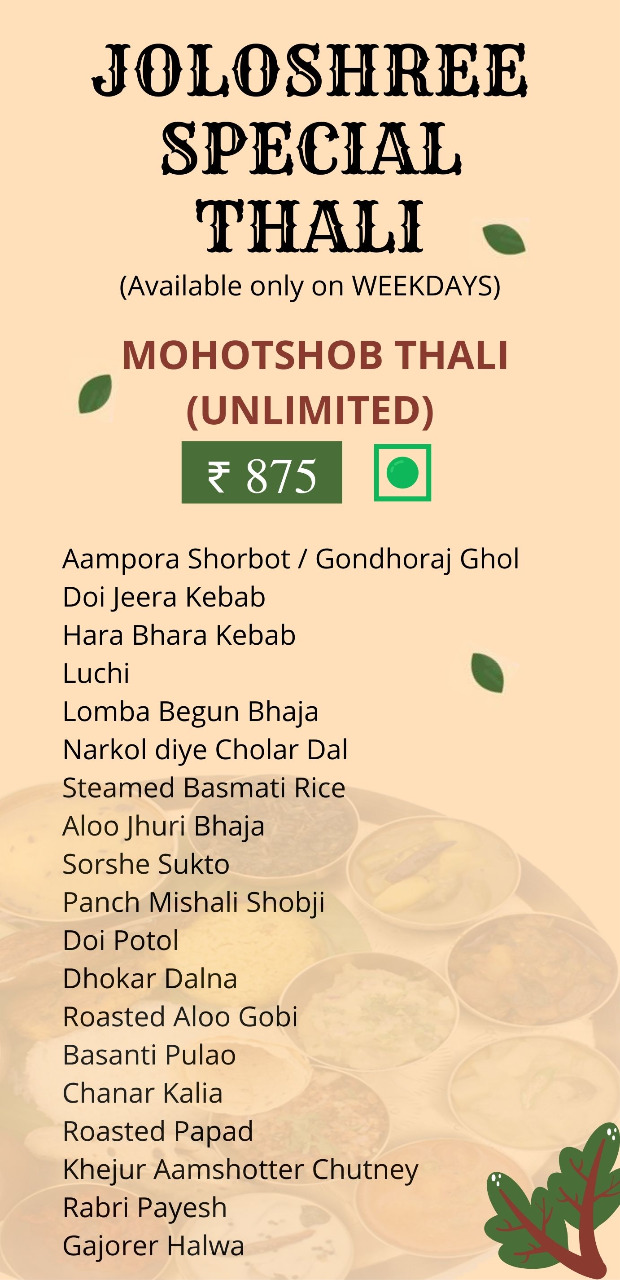 JOLOSHREE
SPECIAL
THALI
(Available only on WEEKDAYS)
MOHOTSHOB THALI
(UNLIMITED)
₹ 875
Aampora Shorbot / Gondhoraj Ghol
Doi Jeera Kebab
Hara Bhara Kebab
Luchi
Lomba Begun Bhaja
Narkol diye Cholar Dal
Steamed Basmati Rice
Aloo Jhuri Bhaja
Sorshe Sukto
Panch Mishali Shobji
Doi Potol
Dhokar Dalna
Roasted Aloo Gobi
Basanti Pulao
Chanar Kalia
Roasted Papad
Khejur Aamshotter Chutney
Rabri Payesh
Gajorer Halwa